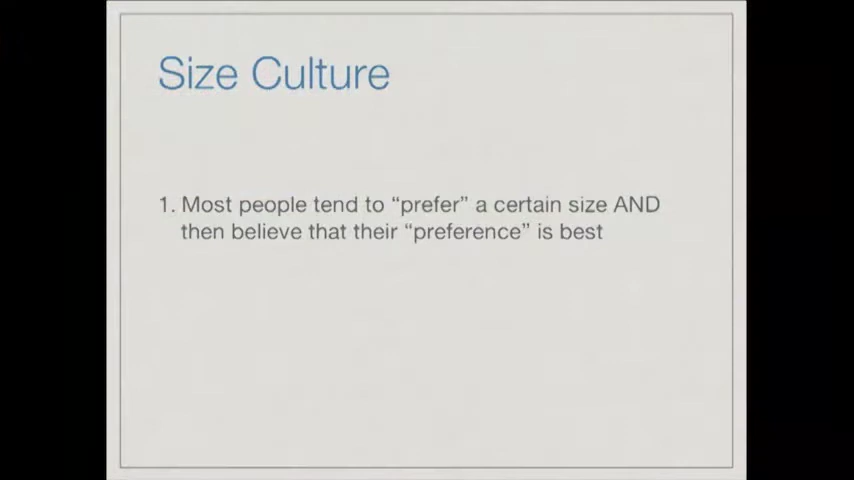 Size Culture
1. Most people tend to “prefer” a certain size AND
then believe that their “preference” is best